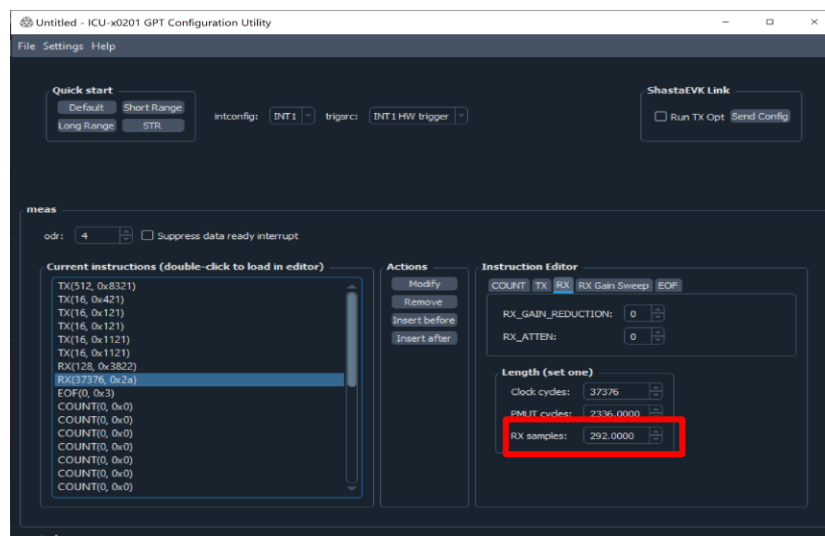 Untitled - ICU-x0201 GPT Configuration Utility
File Settings Help
Quick start
Default Short Range
Long Range STR
intconfig: INT1 trigsrc: INT1 HW trigger
ShastaEVK Link
Run TX Opt Send Config
meas
odr: 4 Suppress data ready interrupt
Current instructions (double-click to load in editor)
TX(512, 0x8321)
TX(16, 0x421)
TX(16, 0x121)
TX(16, 0x121)
TX(16, 0x1121)
TX(16, 0x1121)
RX(128, 0x3822)
RX(37376, 0x2a)
EOF(0, 0x3)
COUNT(0, 0x0)
COUNT(0, 0x0)
COUNT(0, 0x0)
COUNT(0, 0x0)
COUNT(0, 0x0)
COUNT(0, 0x0)
COUNT(0, 0x0)
Actions
Modify
Remove
Insert before
Insert after
Instruction Editor
COUNT TX RX RX Gain Sweep EOF
RX_GAIN_REDUCTION: 0
RX_ATTEN: 0
Length (set one)
Clock cycles: 37376
PMUT cycles: 2336.0000
RX samples: 292.0000